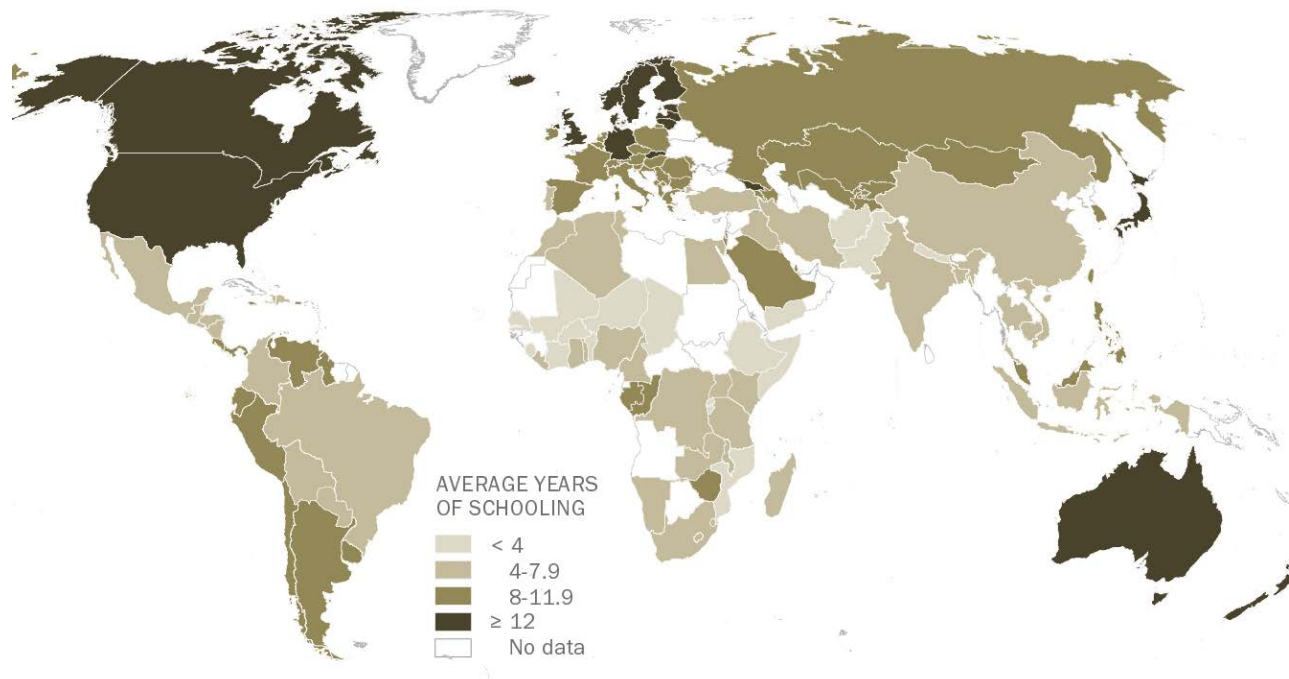 AVERAGE YEARS
OF SCHOOLING
< 4
4-7.9
8-11.9
≥ 12
No data